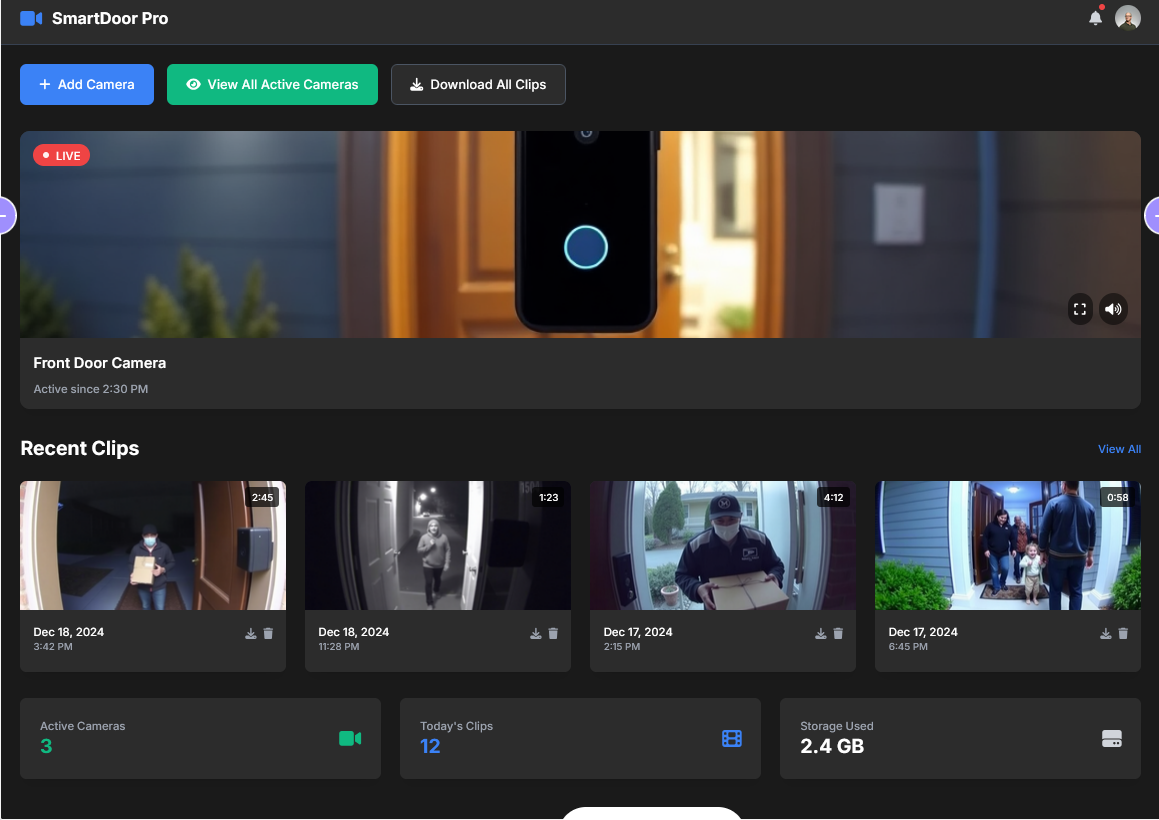 SmartDoor Pro
Add Camera
View All Active Cameras
Download All Clips
LIVE
Front Door Camera
Active since 2:30 PM
Recent Clips
View All
2:45
1:23
4:12
0:58
Dec 18, 2024
3:42 PM
Dec 18, 2024
11:28 PM
Dec 17, 2024
2:15 PM
Dec 17, 2024
6:45 PM
Active Cameras
3
Today's Clips
12
Storage Used
2.4 GB